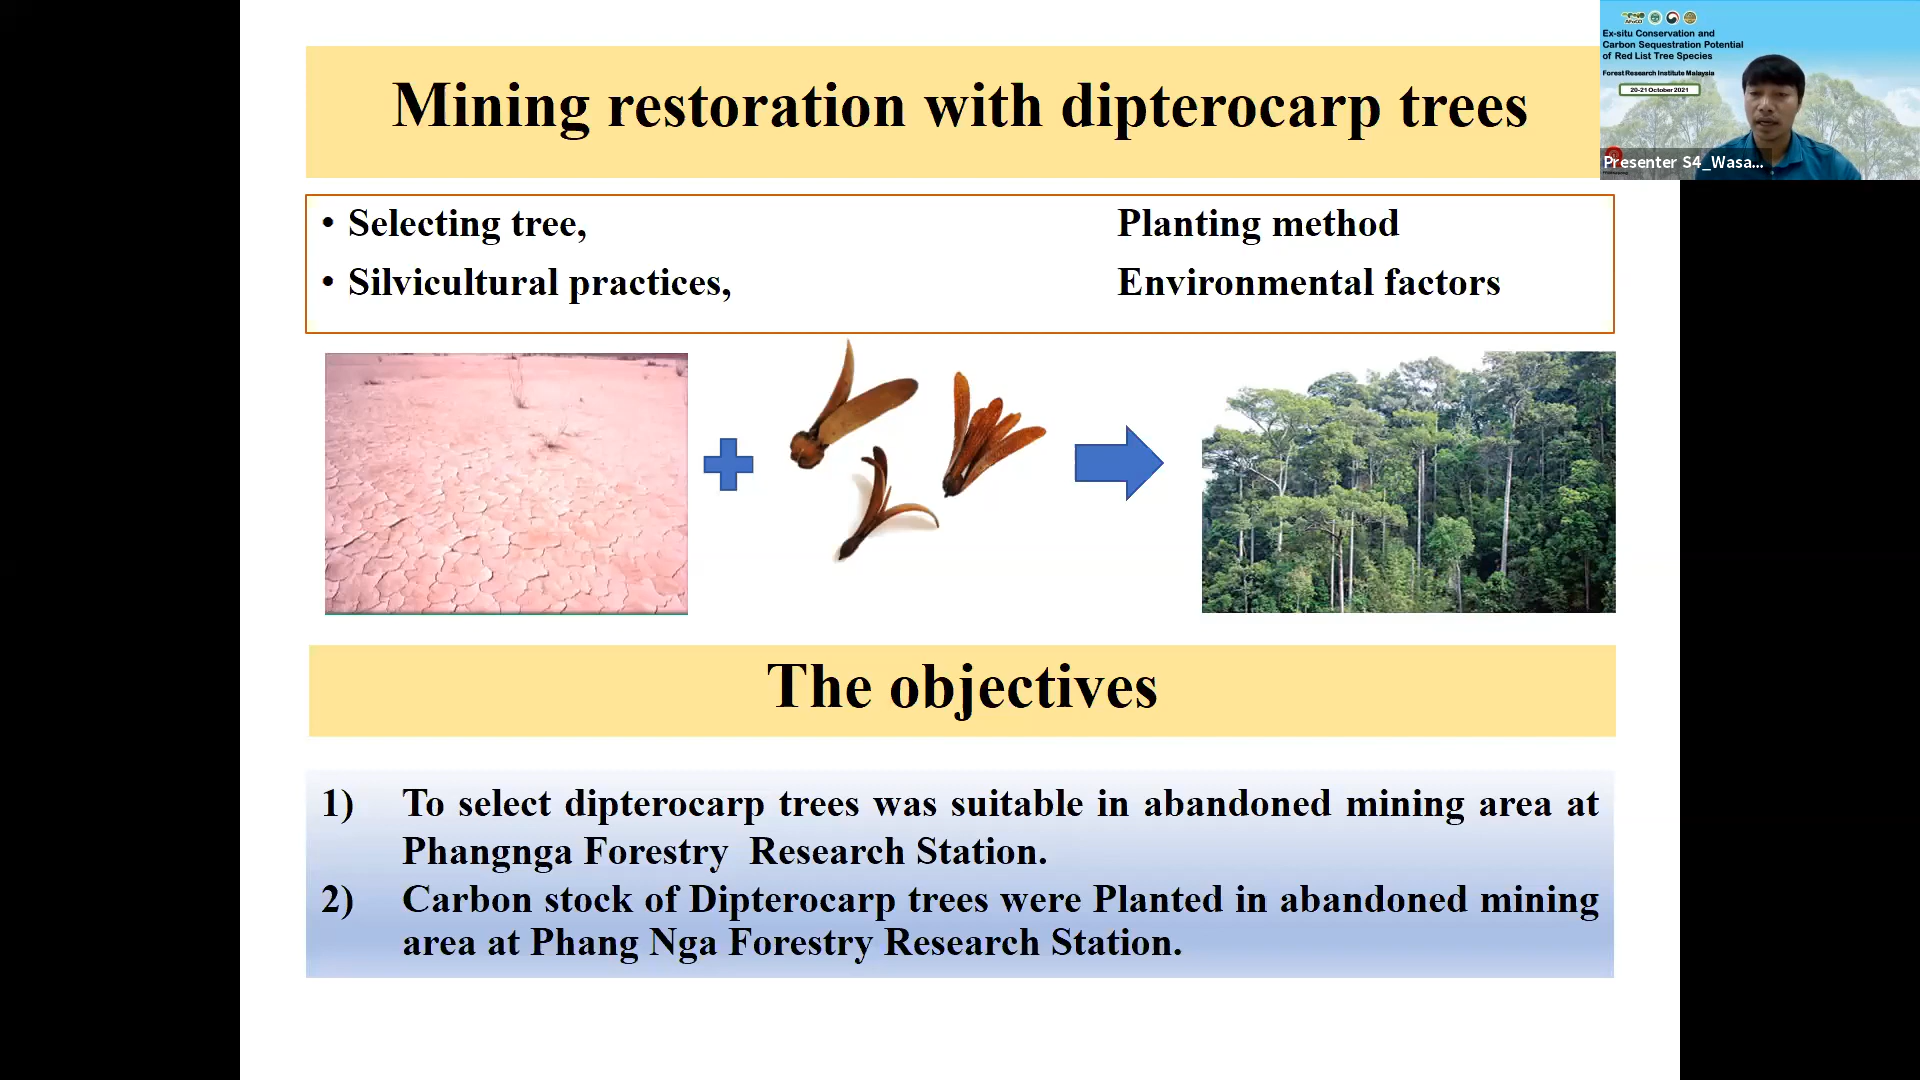 Mining restoration with dipterocarp trees
• Selecting tree, Planting method
• Silvicultural practices, Environmental factors
The objectives
1) To select dipterocarp trees was suitable in abandoned mining area at
Phangnga Forestry Research Station.
2) Carbon stock of Dipterocarp trees were Planted in abandoned mining
area at Phang Nga Forestry Research Station.
Ex-situ Conservation and
Carbon Sequestration Potential
of Red List Tree Species
Forest Research Institute Malaysia
20-21 October 2021
Presenter S4_Wasa...